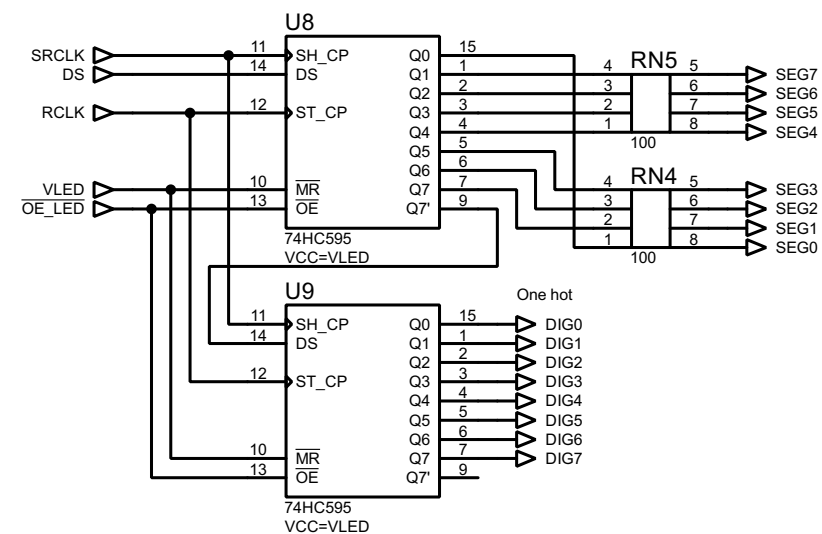 U8
SRCLK 11 SH_CP Q0 15
DS 14 DS Q1 1 4 RN5 5 SEG7
Q2 2 3 6 SEG6
RCLK 12 ST_CP Q3 3 2 7 SEG5
Q4 4 1 8 SEG4
Q5 5 100
Q6 6 RN4
VLED 10 MR Q7 7 4 5 SEG3
OE_LED 13 OE Q7' 9 3 6 SEG2
2 7 SEG1
74HC595 1 8 SEG0
VCC=VLED 100
U9 One hot
11 SH_CP Q0 15 DIG0
14 DS Q1 1 DIG1
Q2 2 DIG2
12 ST_CP Q3 3 DIG3
Q4 4 DIG4
Q5 5 DIG5
Q6 6 DIG6
10 MR Q7 7 DIG7
13 OE Q7' 9
74HC595
VCC=VLED